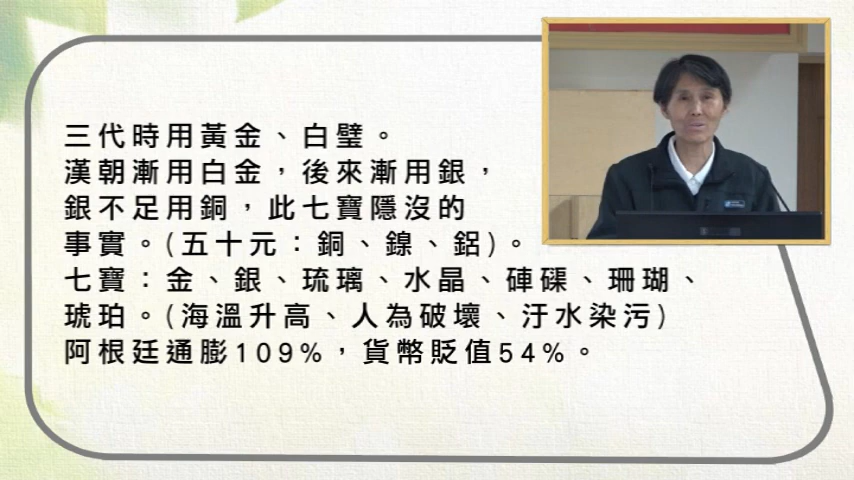 三代時用黃金、白璧。
漢朝漸用白金，後來漸用銀，
銀不足用銅，此七寶隱沒的
事實。(五十元：銅、鎳、鋁)。
七寶：金、銀、琉璃、水晶、硨磲、珊瑚、
琥珀。(海溫升高、人為破壞、汙水染污)
阿根廷通膨109%，貨幣貶值54%。